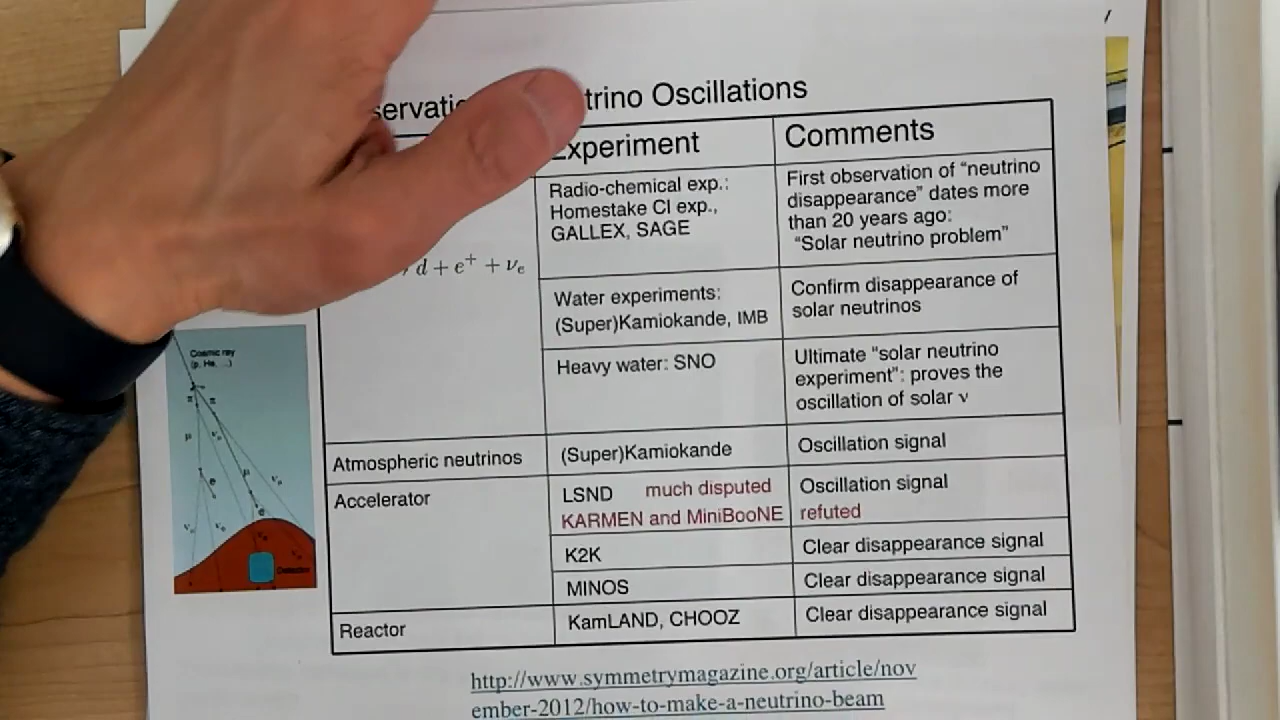 trino Oscillations
Experiment
Comments
Radio-chemical exp.:
Homestake Cl exp.,
GALLEX, SAGE
First observation of “neutrino
disappearance” dates more
than 20 years ago:
“Solar neutrino problem”
d + e⁺ + νₑ
Water experiments:
(Super)Kamiokande, IMB
Confirm disappearance of
solar neutrinos
Heavy water: SNO
Ultimate “solar neutrino
experiment”: proves the
oscillation of solar ν
Atmospheric neutrinos
(Super)Kamiokande
Oscillation signal
Accelerator
LSND much disputed
KARMEN and MiniBooNE
Oscillation signal
refuted
K2K
Clear disappearance signal
MINOS
Clear disappearance signal
Reactor
KamLAND, CHOOZ
Clear disappearance signal
Cosmic ray
(p, He, ...)
Detector
http://www.symmetrymagazine.org/article/nov
ember-2012/how-to-make-a-neutrino-beam